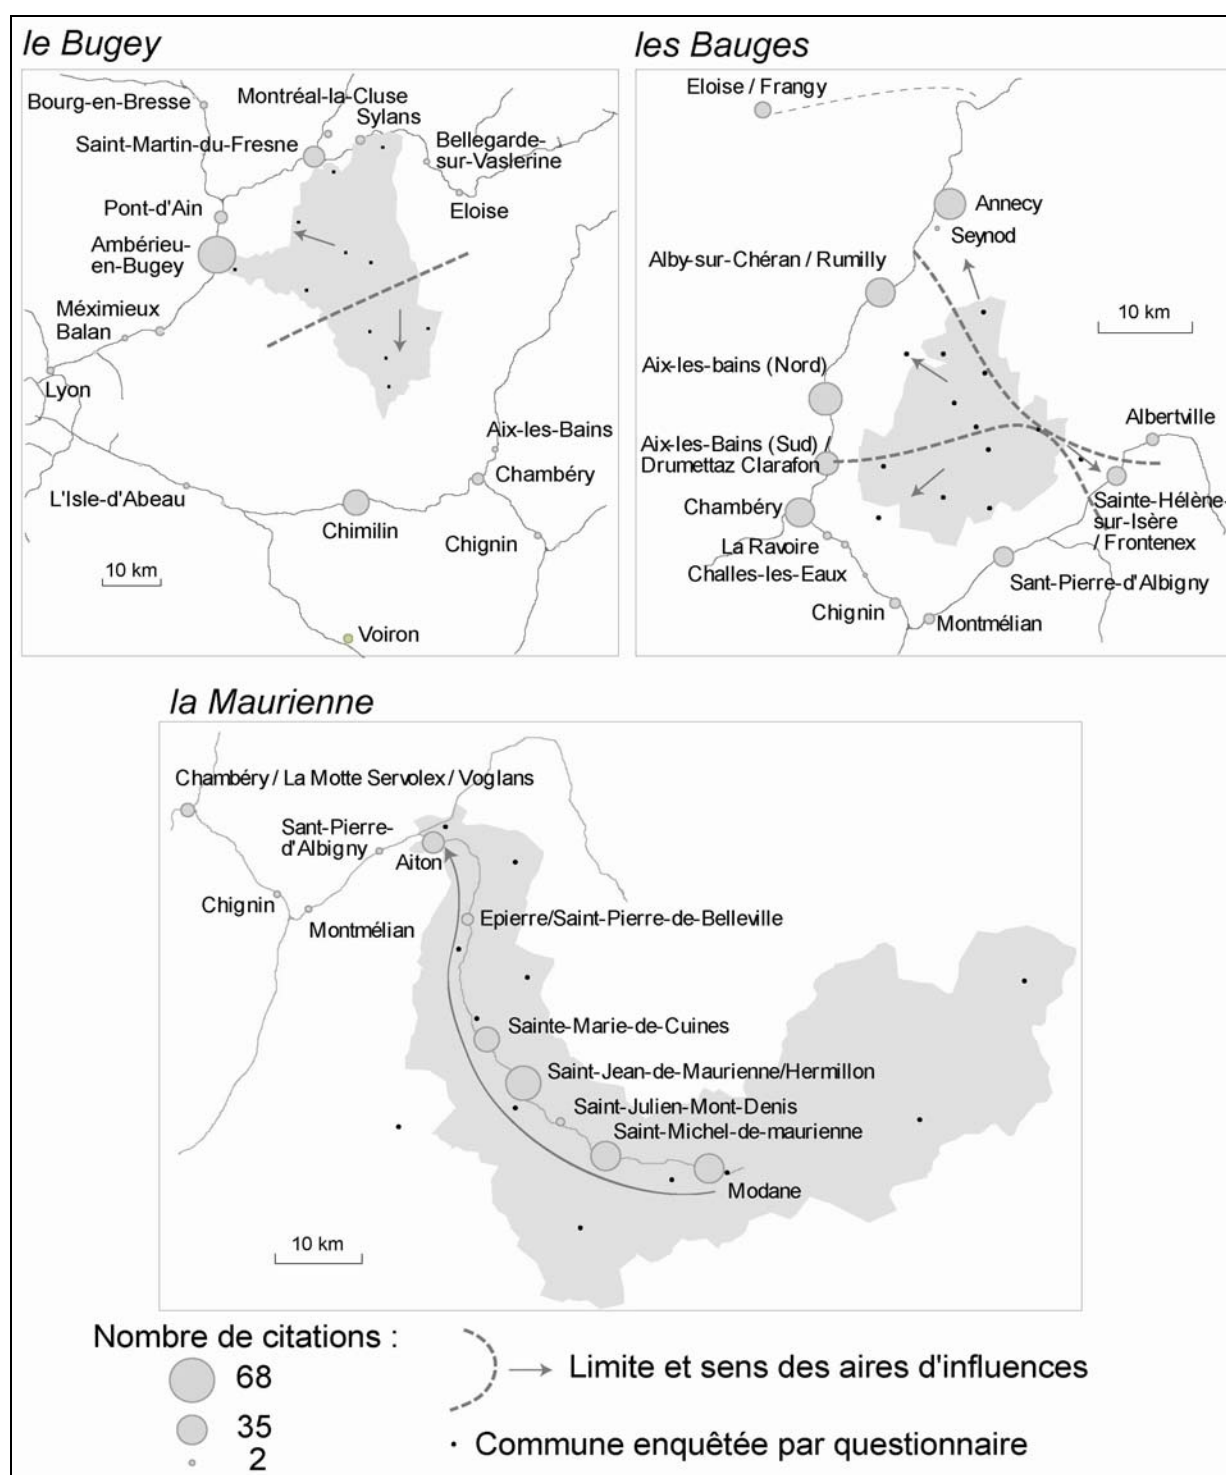 le Bugey
Bourg-en-Bresse
Montréal-la-Cluse
Sylans
Saint-Martin-du-Fresne
Bellegarde-
sur-Vaslerine
Pont-d'Ain
Eloise
Ambérieu-
en-Bugey
Méximieux
Balan
Lyon
Aix-les-Bains
Chambéry
L'Isle-d'Abeau
Chimilin
Chignin
10 km
Voiron
les Bauges
Eloise / Frangy
Annecy
Seynod
Alby-sur-Chéran / Rumilly
10 km
Aix-les-bains (Nord)
Albertville
Aix-les-Bains (Sud) /
Drumettaz Clarafon
Chambéry
Sainte-Hélène-
sur-Isère
/ Frontenex
La Ravoire
Challes-les-Eaux
Sant-Pierre-d'Albigny
Chignin
Montmélian
la Maurienne
Chambéry / La Motte Servolex / Voglans
Sant-Pierre-
d'Albigny
Aiton
Chignin
Montmélian
Epierre/Saint-Pierre-de-Belleville
Sainte-Marie-de-Cuines
Saint-Jean-de-Maurienne/Hermillon
Saint-Julien-Mont-Denis
Saint-Michel-de-maurienne
Modane
10 km
Nombre de citations :
68
35
2
Limite et sens des aires d'influences
Commune enquêtée par questionnaire